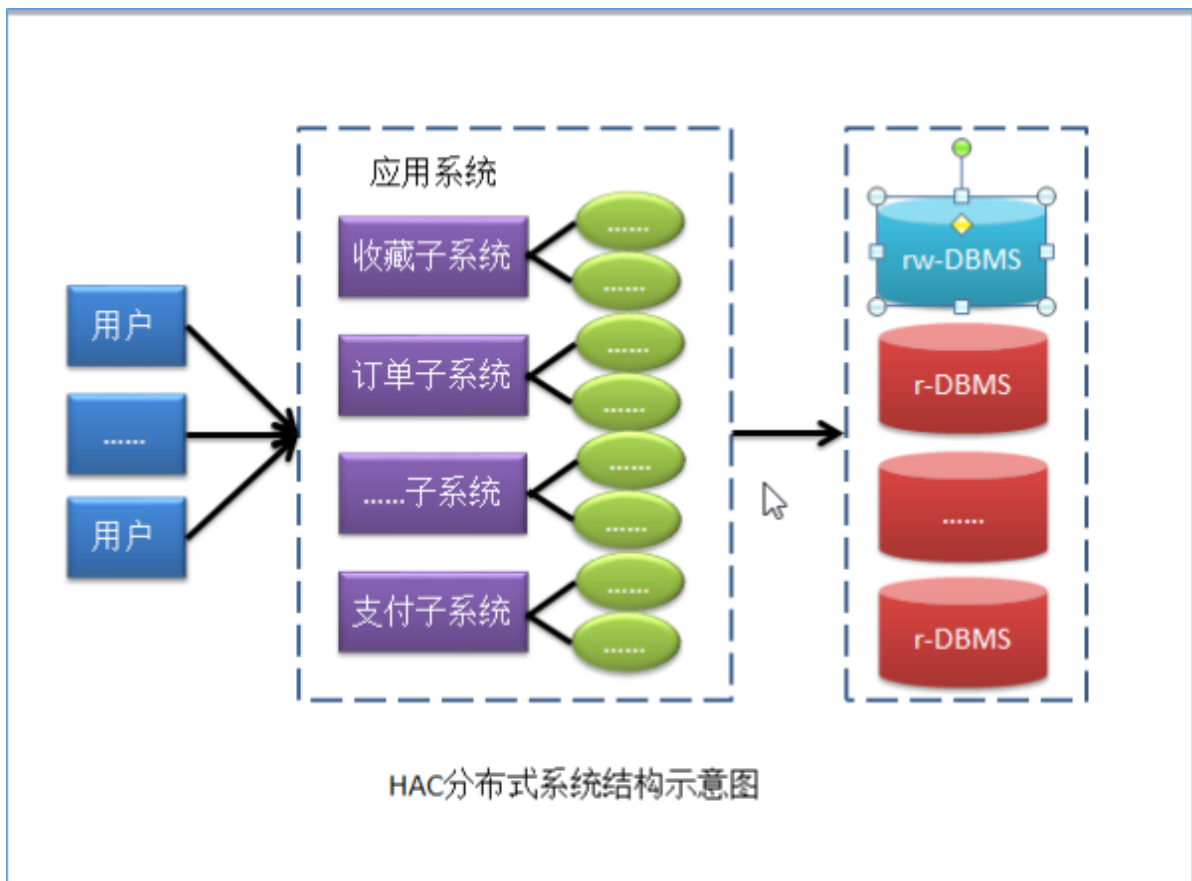 应用系统
收藏子系统
……
……
订单子系统
……
……
……子系统
……
……
支付子系统
……
……
用户
……
用户
rw-DBMS
r-DBMS
……
r-DBMS
HAC分布式系统结构示意图